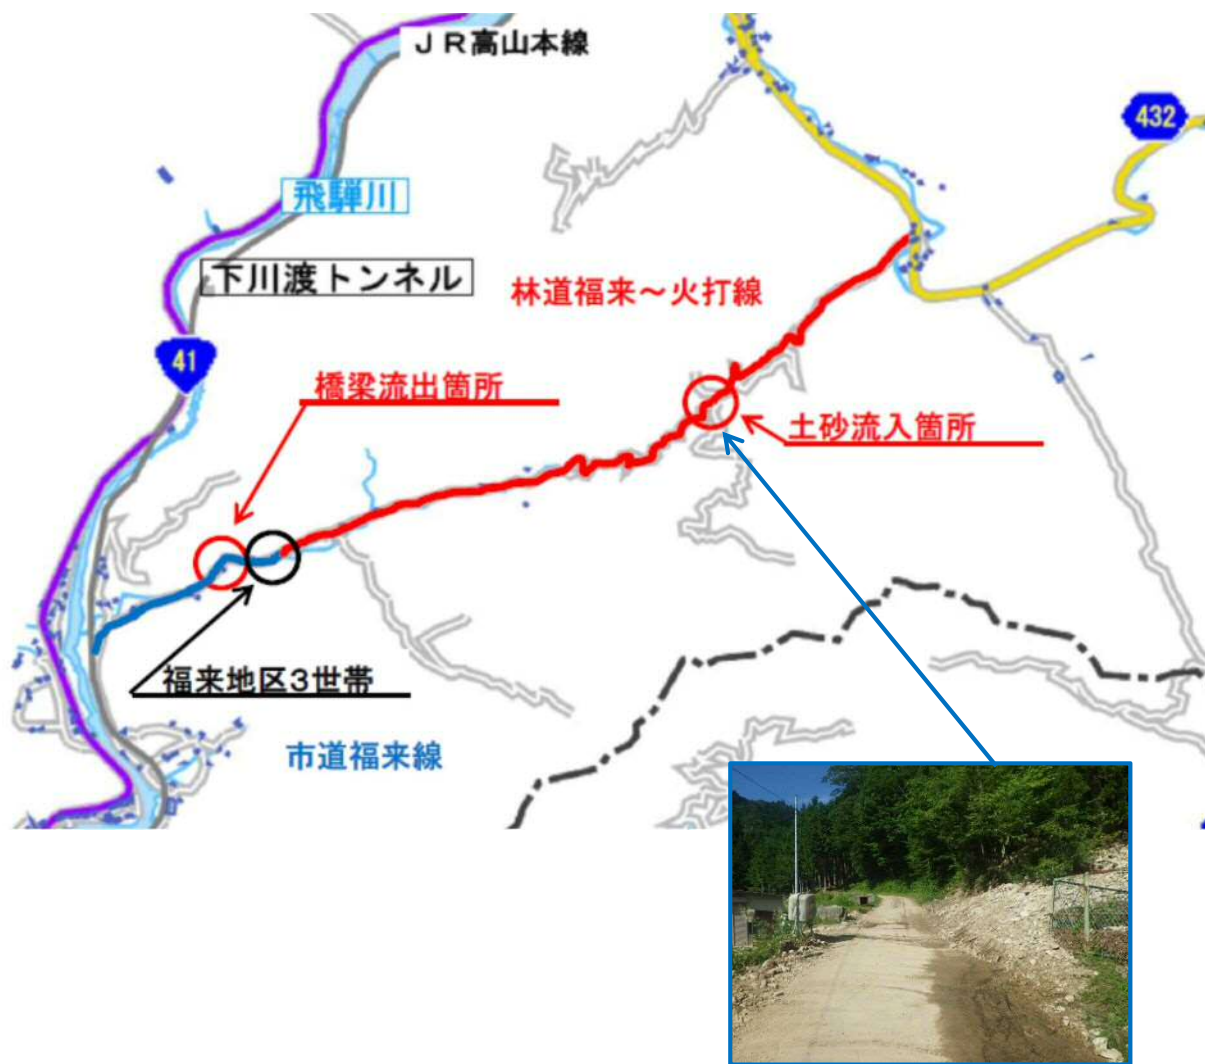 JR高山本線
432
飛騨川
下川渡トンネル
林道福来～火打線
41
橋梁流出箇所
土砂流入箇所
福来地区3世帯
市道福来線